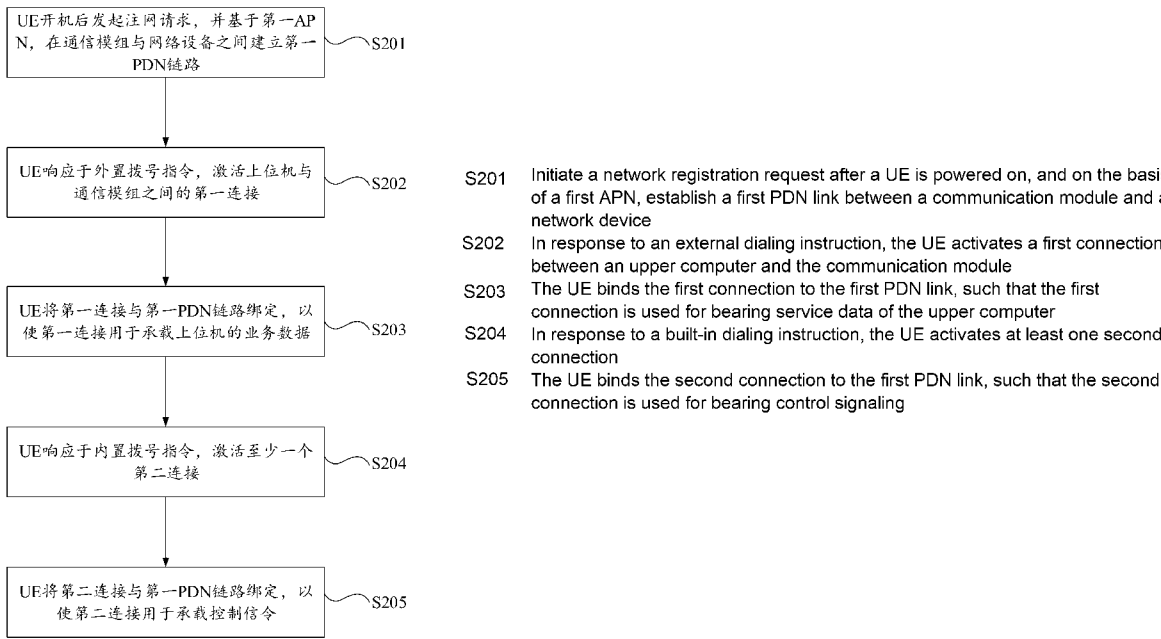 UE开机后发起注网请求，并基于第一AP
N，在通信模组与网络设备之间建立第一
PDN链路
S201
UE响应于外置拨号指令，激活上位机与
通信模组之间的第一连接
S202
UE将第一连接与第一PDN链路绑定，以
使第一连接用于承载上位机的业务数据
S203
UE响应于内置拨号指令，激活至少一个
第二连接
S204
UE将第二连接与第一PDN链路绑定，以
使第二连接用于承载控制信令
S205
S201 Initiate a network registration request after a UE is powered on, and on the basi
of a first APN, establish a first PDN link between a communication module and a
network device
S202 In response to an external dialing instruction, the UE activates a first connection
between an upper computer and the communication module
S203 The UE binds the first connection to the first PDN link, such that the first
connection is used for bearing service data of the upper computer
S204 In response to a built-in dialing instruction, the UE activates at least one second
connection
S205 The UE binds the second connection to the first PDN link, such that the second
connection is used for bearing control signaling